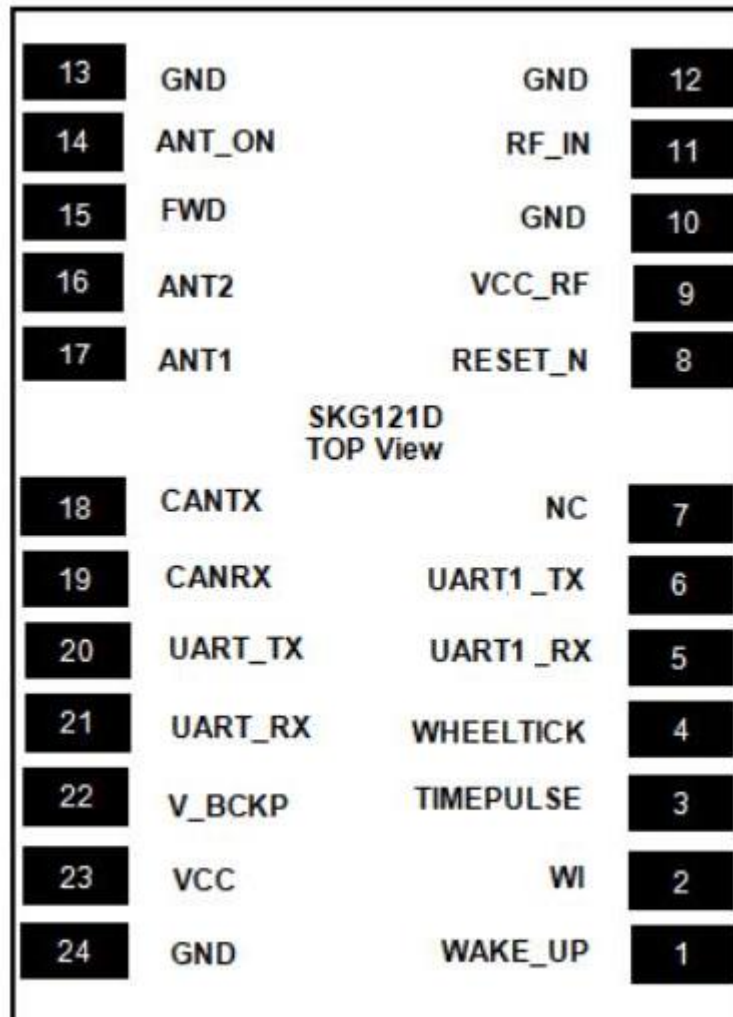 13 GND GND 12
14 ANT_ON RF_IN 11
15 FWD GND 10
16 ANT2 VCC_RF 9
17 ANT1 RESET_N 8
SKG121D
TOP View
18 CANTX NC 7
19 CANRX UART1 _TX 6
20 UART_TX UART1 _RX 5
21 UART_RX WHEELTICK 4
22 V_BCKP TIMEPULSE 3
23 VCC WI 2
24 GND WAKE_UP 1